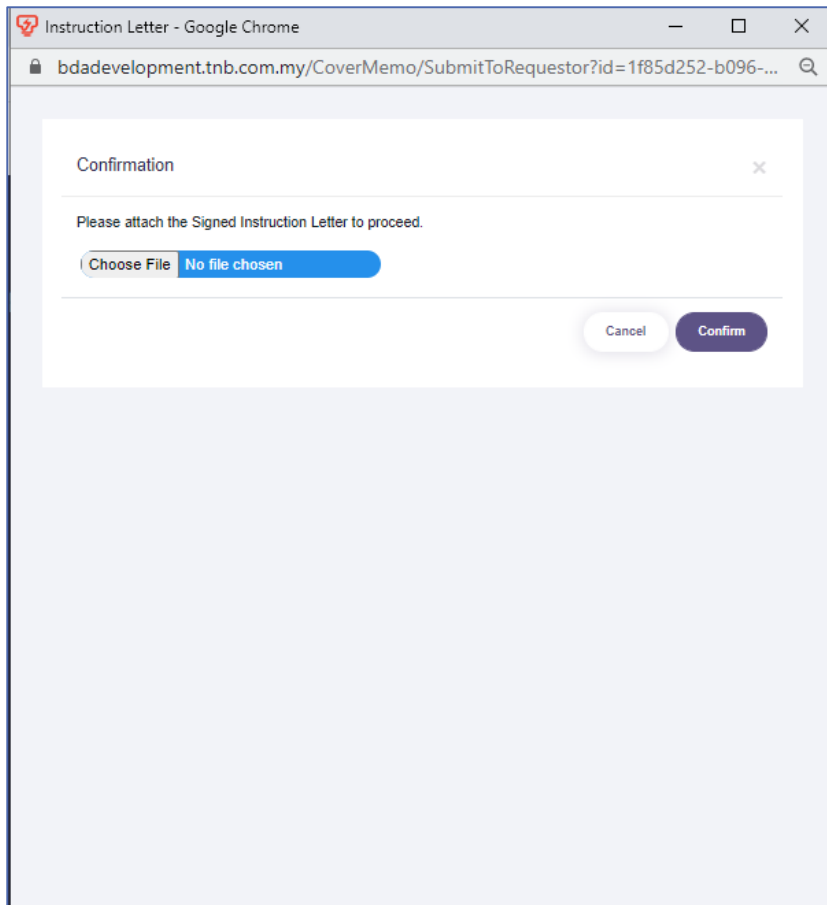 Instruction Letter - Google Chrome
bdadevelopment.tnb.com.my/CoverMemo/SubmitToRequestor?id=1f85d252-b096-...
Confirmation
Please attach the Signed Instruction Letter to proceed.
Choose File No file chosen
Cancel Confirm